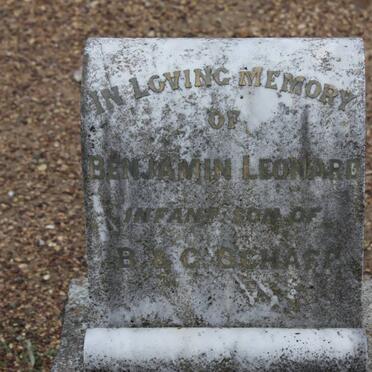 IN LOVING MEMORY
OF
BENJAMIN LEONARD
INFANT SON OF
B. & C. SCHAFF